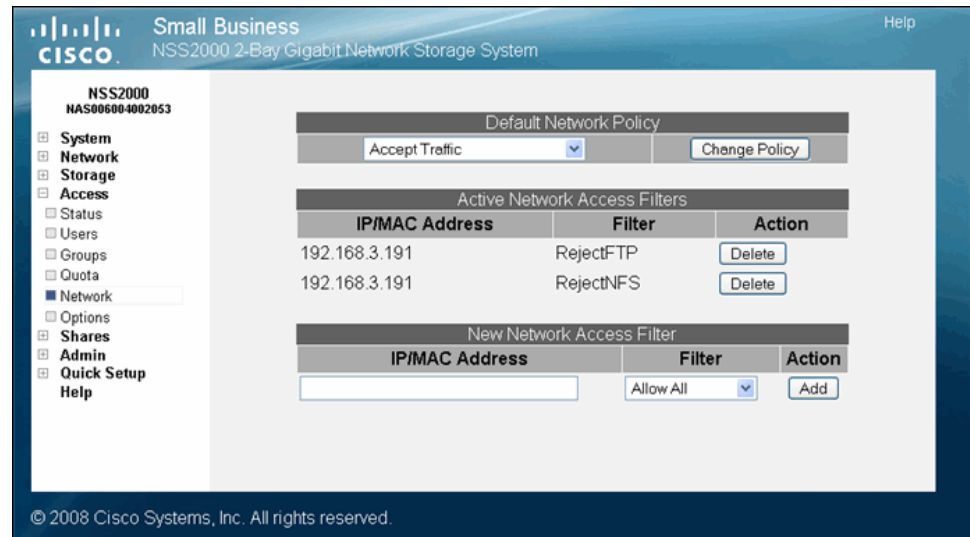 Small Business
Help
CISCO.
NSS2000 2-Bay Gigabit Network Storage System
NSS2000
NAS006004002053
System
Network
Storage
Access
Status
Users
Groups
Quota
Network
Options
Shares
Admin
Quick Setup
Help
Default Network Policy
Accept Traffic Change Policy
Active Network Access Filters
IP/MAC Address Filter Action
192.168.3.191 RejectFTP Delete
192.168.3.191 RejectNFS Delete
New Network Access Filter
IP/MAC Address Filter Action
Allow All Add
© 2008 Cisco Systems, Inc. All rights reserved.